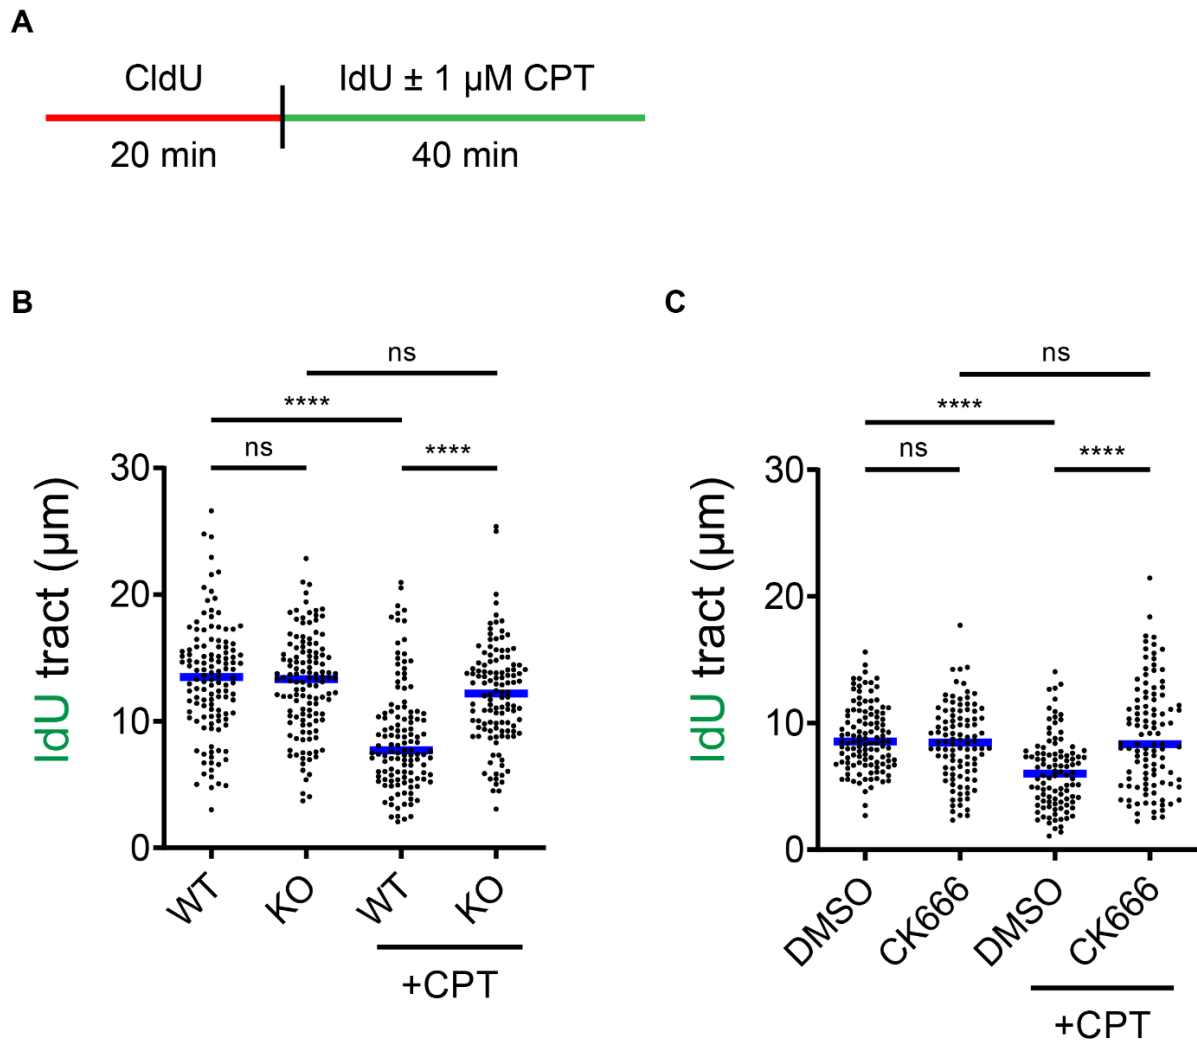 A
CldU
IdU ± 1 µM CPT
20 min
40 min
B
ns
****
ns
****
IdU tract (µm)
30
20
10
0
WT
KO
WT
KO
+CPT
C
ns
****
ns
****
IdU tract (µm)
30
20
10
0
DMSO
CK666
DMSO
CK666
+CPT